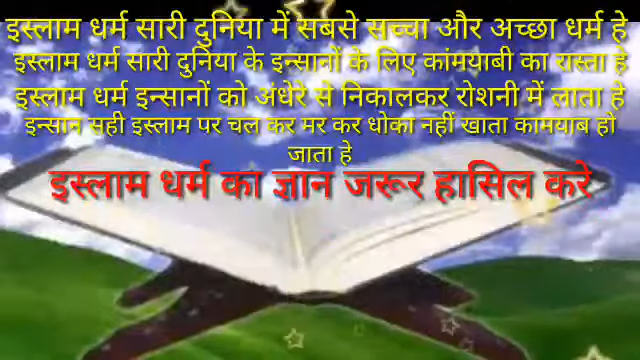 इस्लाम धर्म सारी दुनिया में सबसे सच्चा और अच्छा धर्म हे
इस्लाम धर्म सारी दुनिया के इन्सानों के लिए कांमयाबी का रास्ता हे
इस्लाम धर्म इन्सानों को अंधेरे से निकालकर रोशनी में लाता हे
इन्सान सही इस्लाम पर चल कर मर कर धोका नहीं खाता कामयाब हो
जाता हे
इस्लाम धर्म का ज्ञान जरूर हासिल करे